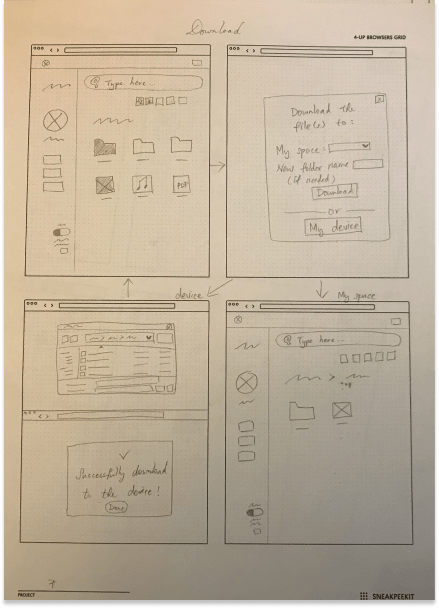 Download
4-UP BROWSERS GRID
Type here...
PDF
Download the
file(s) to:
My space:
New folder name
(if needed)
Download
or
My device
device
My space
Type here...
Successfully download
to the device!
Done
PROJECT
7
SNEAKPEEKIT